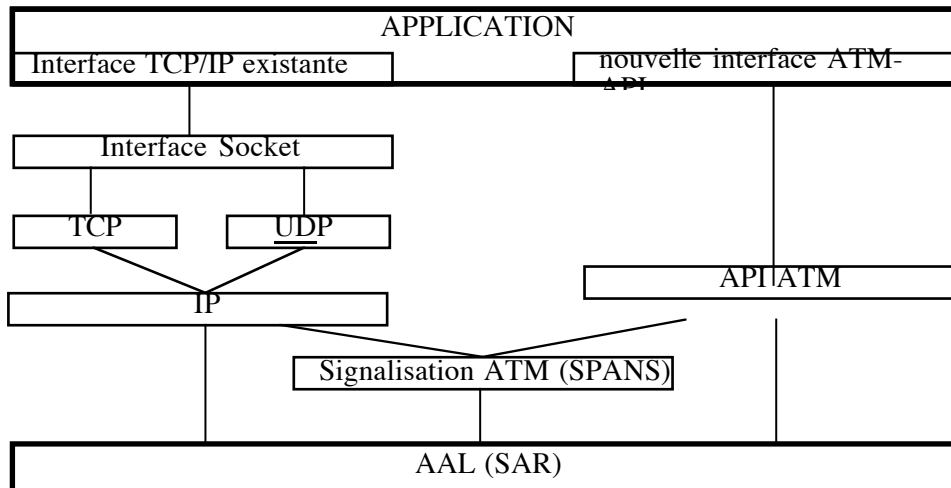 APPLICATION
Interface TCP/IP existante
nouvelle interface ATM-
API
Interface Socket
TCP
UDP
API ATM
IP
Signalisation ATM (SPANS)
AAL (SAR)